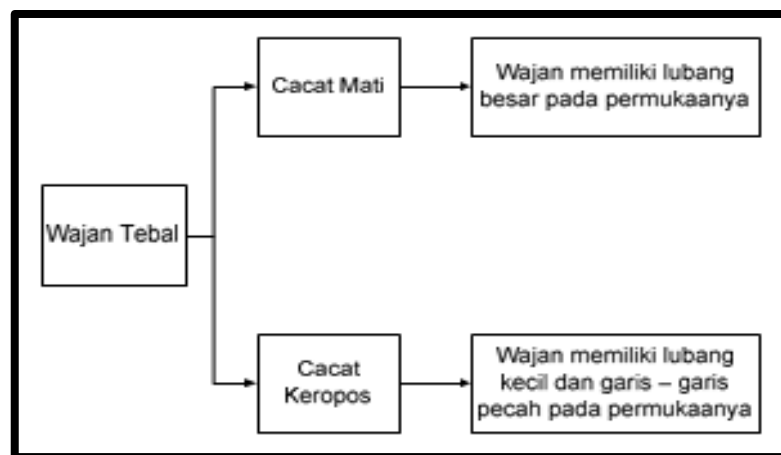 Cacat Mati
Wajan memiliki lubang
besar pada permukaanya
Wajan Tebal
Cacat
Keropos
Wajan memiliki lubang
kecil dan garis – garis
pecah pada permukaanya